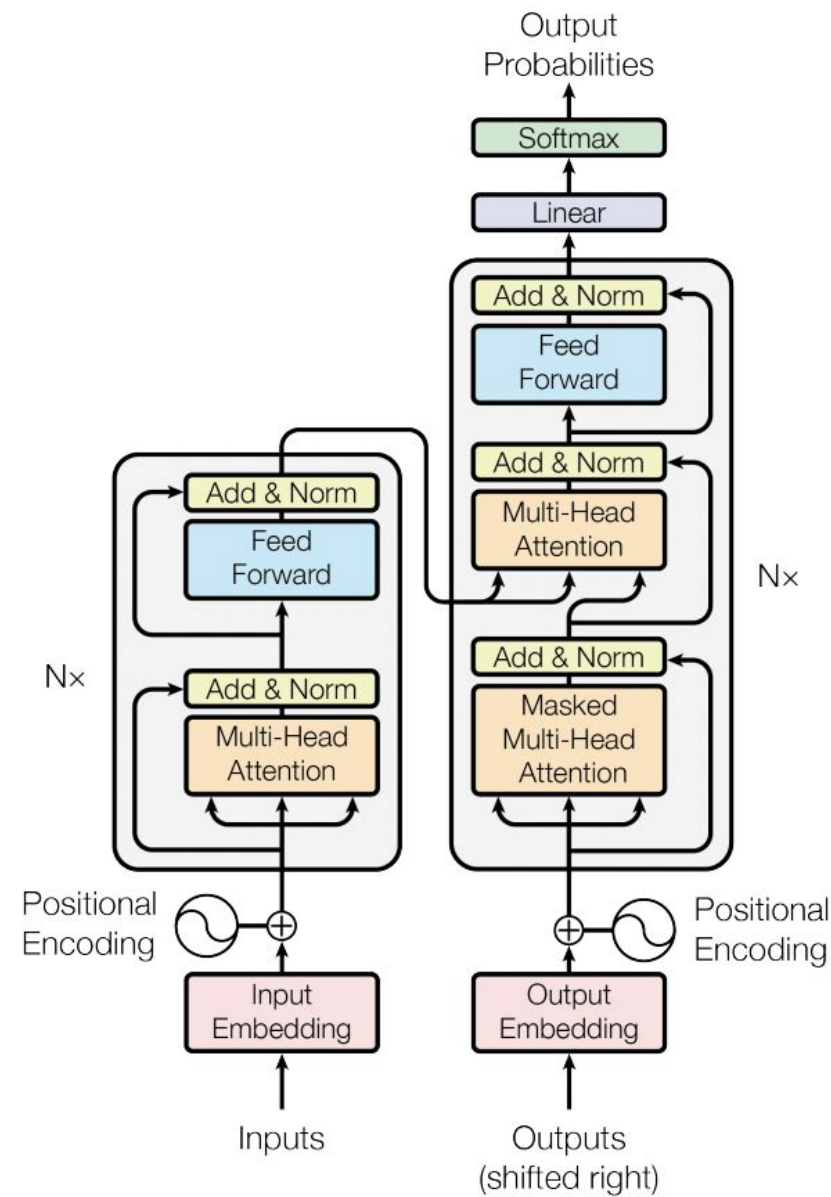 Output
Probabilities
Softmax
Linear
Add & Norm
Feed
Forward
Add & Norm
Multi-Head
Attention
N×
Add & Norm
Masked
Multi-Head
Attention
Add & Norm
Feed
Forward
N×
Add & Norm
Multi-Head
Attention
Positional
Encoding
Positional
Encoding
Input
Embedding
Output
Embedding
Inputs
Outputs
(shifted right)